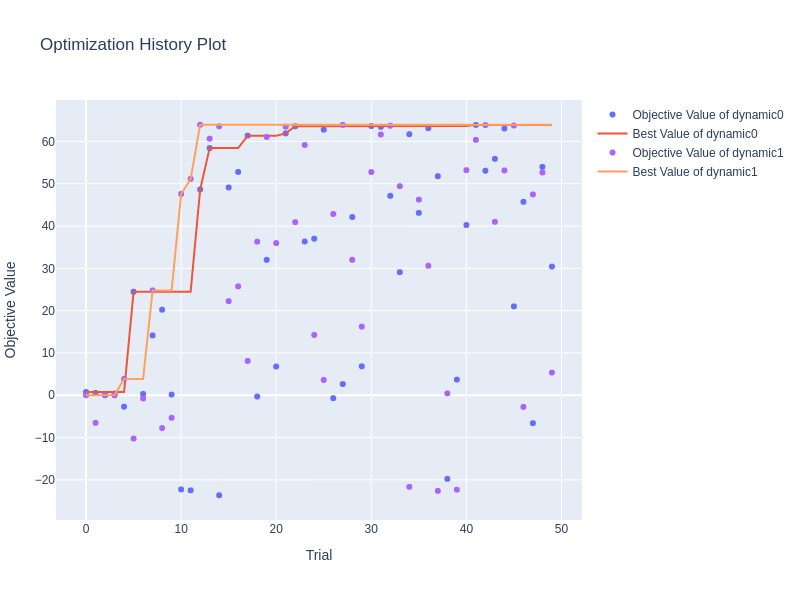 Optimization History Plot
Objective Value of dynamic0
Best Value of dynamic0
Objective Value of dynamic1
Best Value of dynamic1
60
50
40
30
20
10
0
−10
−20
Objective Value
0 10 20 30 40 50
Trial